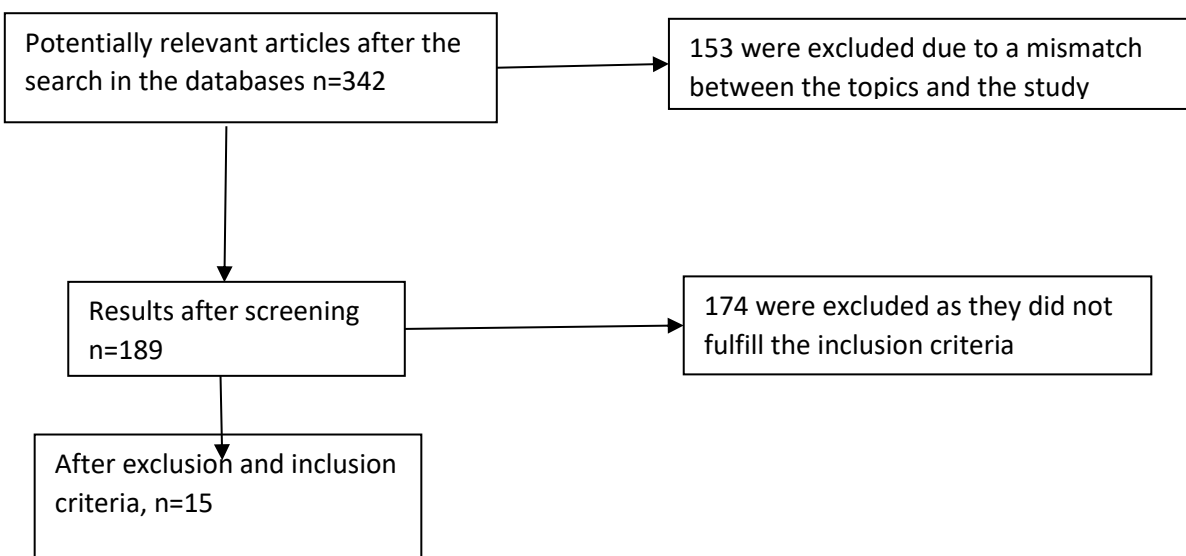 Potentially relevant articles after the
search in the databases n=342
153 were excluded due to a mismatch
between the topics and the study
Results after screening
n=189
174 were excluded as they did not
fulfill the inclusion criteria
After exclusion and inclusion
criteria, n=15